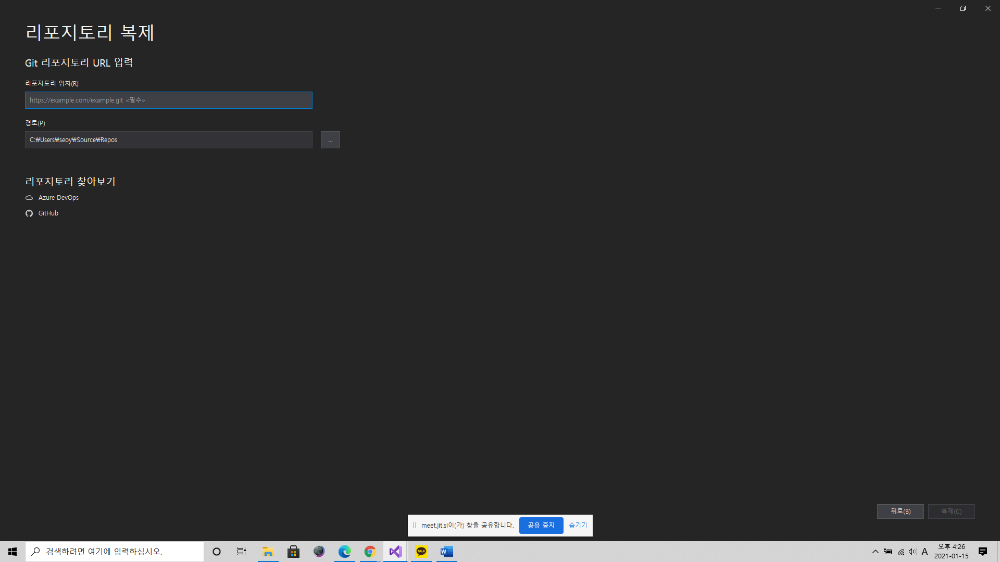 리포지토리 복제
Git 리포지토리 URL 입력
리포지토리 위치(R)
https://example.com/example.git <필수>
경로(P)
C:₩Users₩seoy₩Source₩Repos
...
리포지토리 찾아보기
Azure DevOps
GitHub
뒤로(B)
복제(C)
meet.jit.si이(가) 창을 공유합니다.
공유 중지
숨기기
검색하려면 여기에 입력하십시오.
TALK
W
A
오후 4:26
2021-01-15